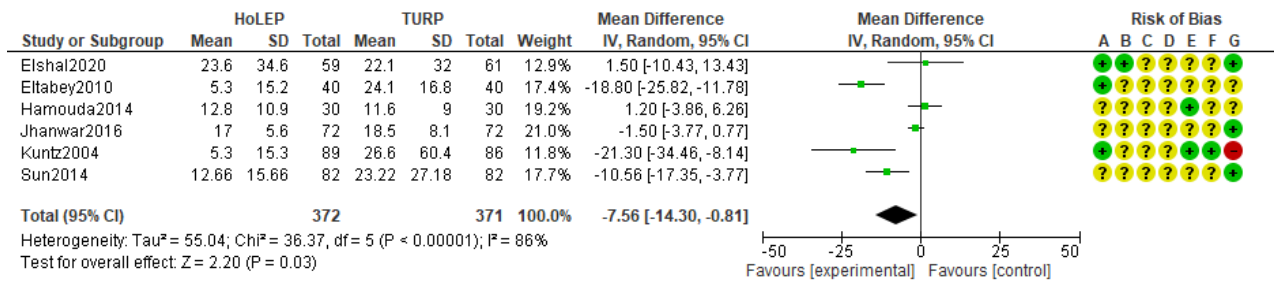 HoLEP TURP Mean Difference Mean Difference Risk of Bias
Study or Subgroup Mean SD Total Mean SD Total Weight IV, Random, 95% CI IV, Random, 95% CI A B C D E F G
Elshal2020 23.6 34.6 59 22.1 32 61 12.9% 1.50 [-10.43, 13.43] + + ? ? ? ? +
Eltabey2010 5.3 15.2 40 24.1 16.8 40 17.4% -18.80 [-25.82, -11.78] + ? ? ? ? ? ?
Hamouda2014 12.8 10.9 30 11.6 9 30 19.2% 1.20 [-3.86, 6.26] ? ? ? ? + ? ?
Jhanwar2016 17 5.6 72 18.5 8.1 72 21.0% -1.50 [-3.77, 0.77] ? ? ? ? ? ? +
Kuntz2004 5.3 15.3 89 26.6 60.4 86 11.8% -21.30 [-34.46, -8.14] + ? ? ? + + -
Sun2014 12.66 15.66 82 23.22 27.18 82 17.7% -10.56 [-17.35, -3.77] ? ? ? ? ? ? +
Total (95% CI) 372 371 100.0% -7.56 [-14.30, -0.81]
Heterogeneity: Tau² = 55.04; Chi² = 36.37, df = 5 (P < 0.00001); I² = 86%
Test for overall effect: Z = 2.20 (P = 0.03)
-50 -25 0 25 50
Favours [experimental] Favours [control]